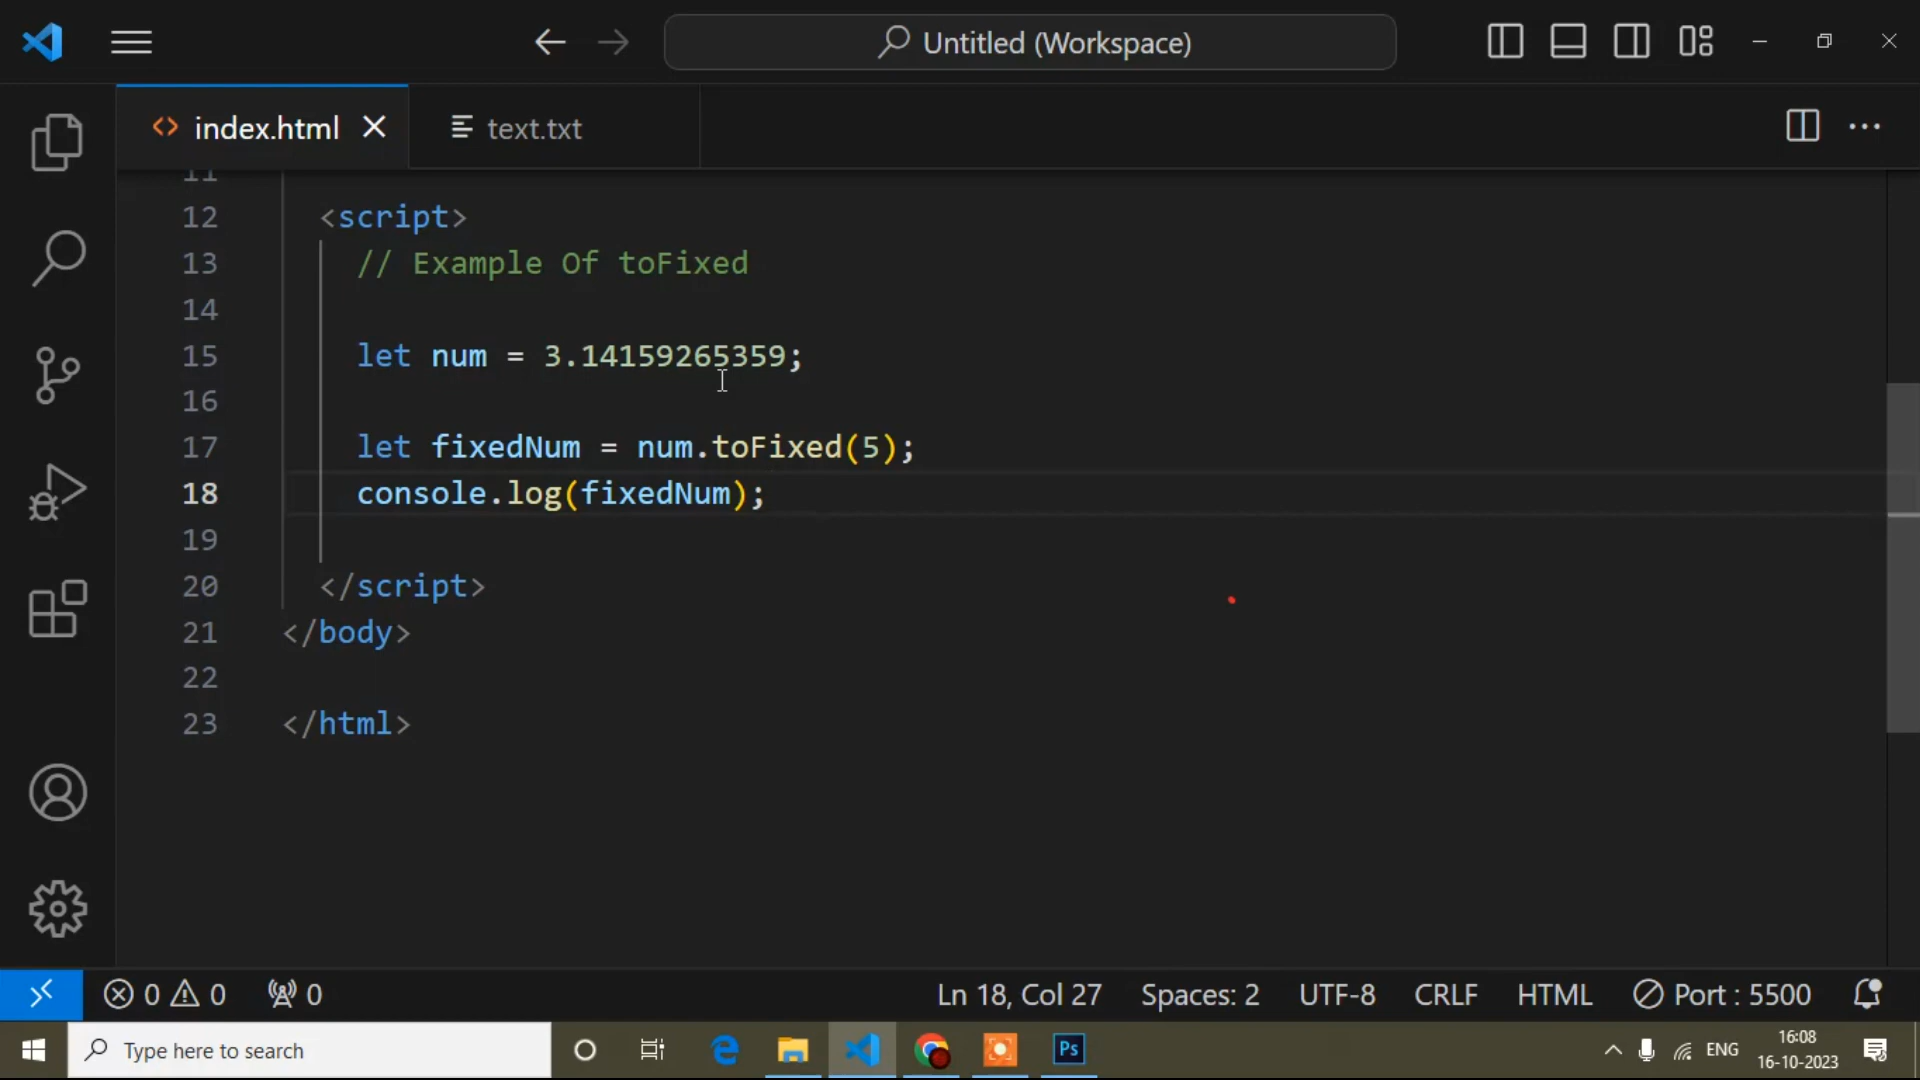 Untitled (Workspace)
index.html
text.txt
11
12 <script>
13 // Example Of toFixed
14
15 let num = 3.14159265359;
16
17 let fixedNum = num.toFixed(5);
18 console.log(fixedNum);
19
20 </script>
21 </body>
22
23 </html>
0 0 0 Ln 18, Col 27 Spaces: 2 UTF-8 CRLF HTML Port : 5500
Type here to search Ps ENG 16:08
16-10-2023